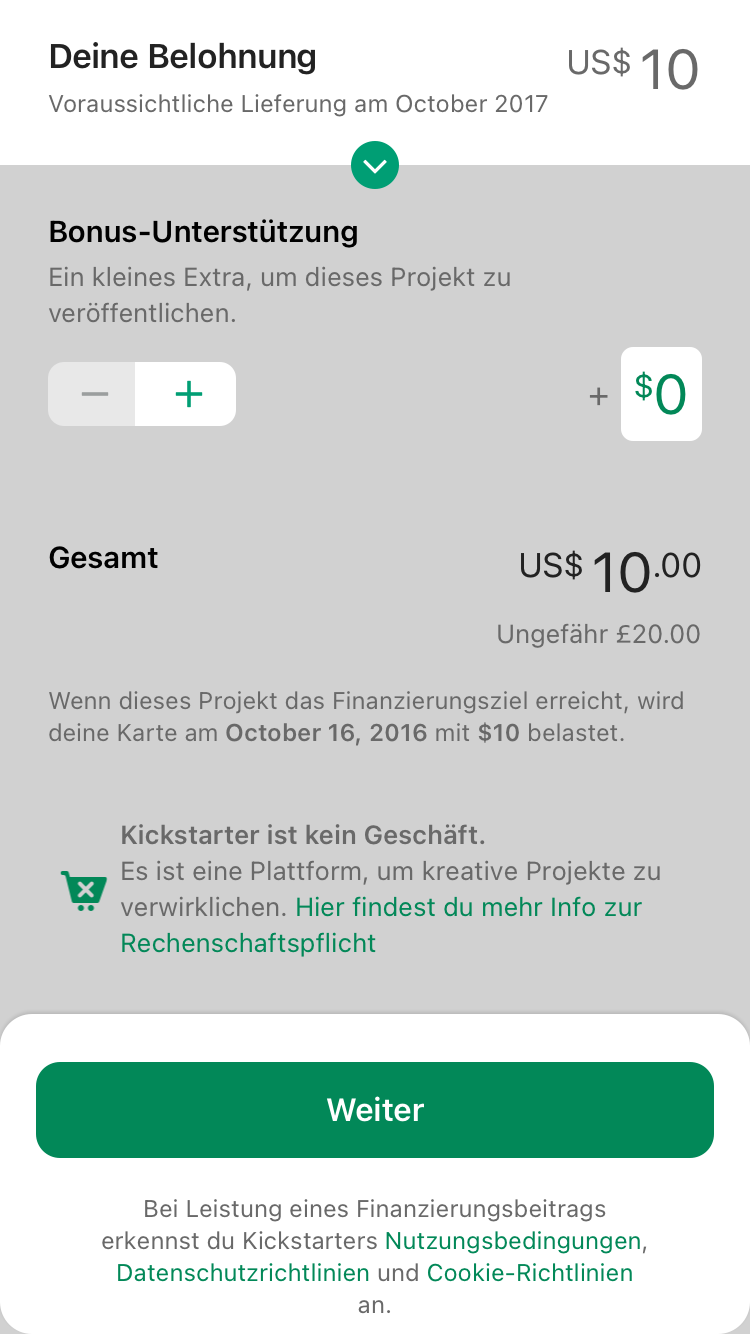 Deine Belohnung
US$ 10
Voraussichtliche Lieferung am October 2017
Bonus-Unterstützung
Ein kleines Extra, um dieses Projekt zu
veröffentlichen.
+ $0
Gesamt
US$ 10.00
Ungefähr £20.00
Wenn dieses Projekt das Finanzierungsziel erreicht, wird
deine Karte am October 16, 2016 mit $10 belastet.
Kickstarter ist kein Geschäft.
Es ist eine Plattform, um kreative Projekte zu
verwirklichen. Hier findest du mehr Info zur
Rechenschaftspflicht
Weiter
Bei Leistung eines Finanzierungsbeitrags
erkennst du Kickstarters Nutzungsbedingungen,
Datenschutzrichtlinien und Cookie-Richtlinien
an.